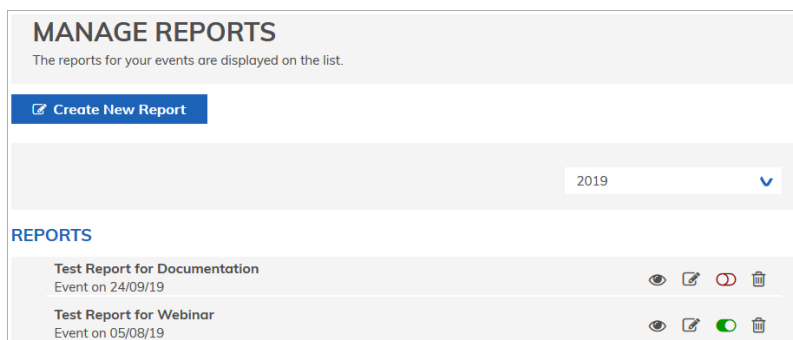 MANAGE REPORTS
The reports for your events are displayed on the list.
Create New Report
2019
REPORTS
Test Report for Documentation
Event on 24/09/19
Test Report for Webinar
Event on 05/08/19